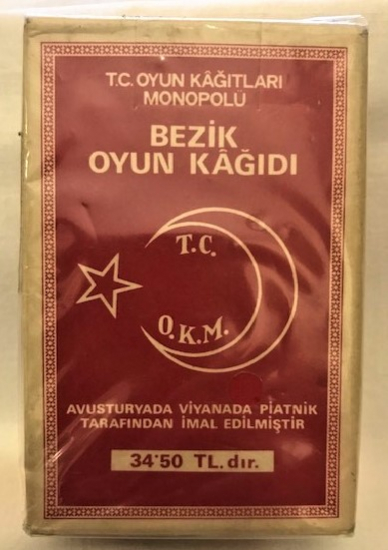 T.C. OYUN KÂĞITLARI
MONOPOLÜ
BEZİK
OYUN KÂĞIDI
T.C.
O.K.M.
AVUSTURYADA VİYANADA PİATNİK
TARAFINDAN İMAL EDİLMİŞTİR
34'50 TL.dır.